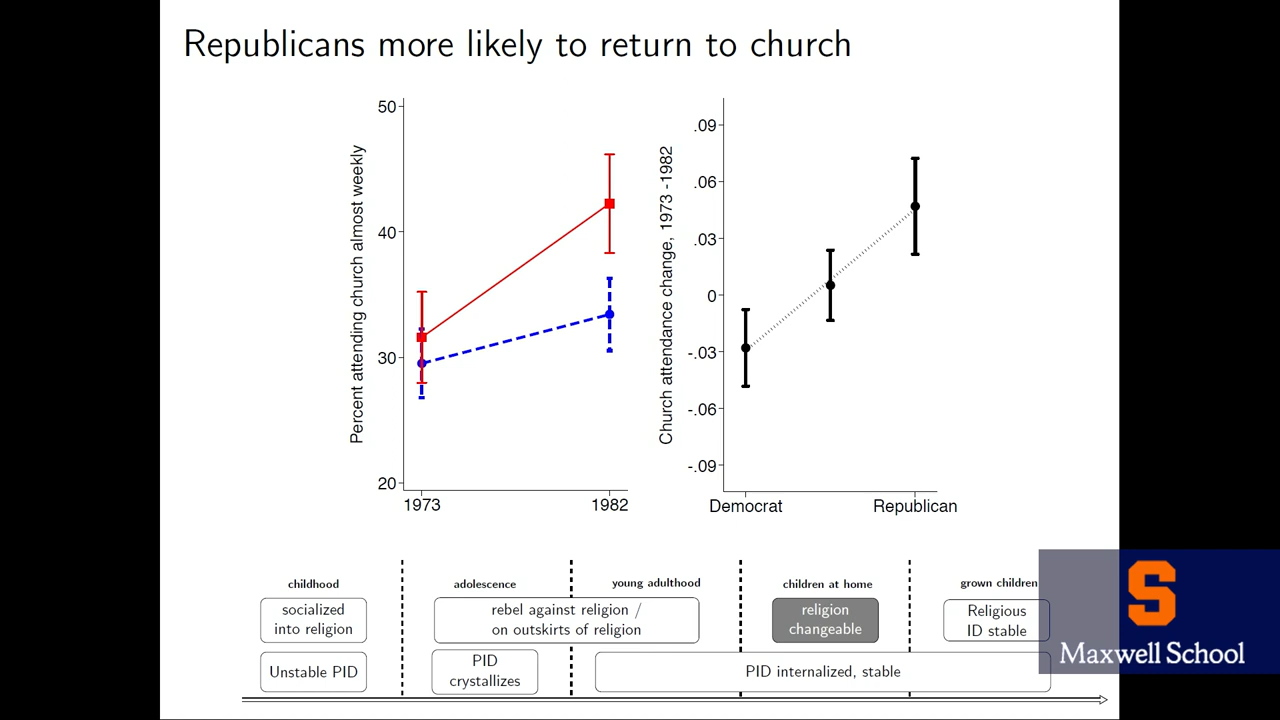 Republicans more likely to return to church
Percent attending church almost weekly
50
40
30
20
1973
1982
Church attendance change, 1973 -1982
.09
.06
.03
0
-.03
-.06
-.09
Democrat
Republican
childhood
adolescence
young adulthood
children at home
grown children
socialized
into religion
rebel against religion /
on outskirts of religion
religion
changeable
Religious
ID stable
Unstable PID
PID
crystallizes
PID internalized, stable
S
Maxwell School